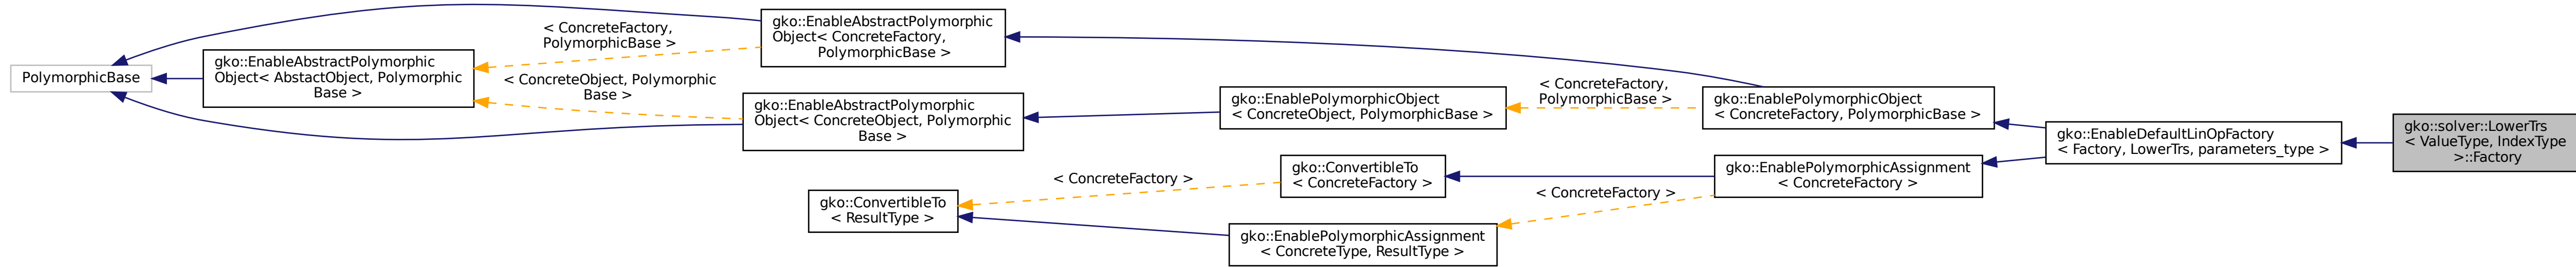 PolymorphicBase
gko::EnableAbstractPolymorphic
Object< AbstactObject, Polymorphic
Base >
< ConcreteFactory,
PolymorphicBase >
< ConcreteObject, Polymorphic
Base >
gko::EnableAbstractPolymorphic
Object< ConcreteFactory,
PolymorphicBase >
gko::EnableAbstractPolymorphic
Object< ConcreteObject, Polymorphic
Base >
gko::ConvertibleTo
< ResultType >
< ConcreteFactory >
gko::EnablePolymorphicObject
< ConcreteObject, PolymorphicBase >
gko::ConvertibleTo
< ConcreteFactory >
gko::EnablePolymorphicAssignment
< ConcreteType, ResultType >
< ConcreteFactory,
PolymorphicBase >
< ConcreteFactory >
gko::EnablePolymorphicObject
< ConcreteFactory, PolymorphicBase >
gko::EnablePolymorphicAssignment
< ConcreteFactory >
gko::EnableDefaultLinOpFactory
< Factory, LowerTrs, parameters_type >
gko::solver::LowerTrs
< ValueType, IndexType
>::Factory